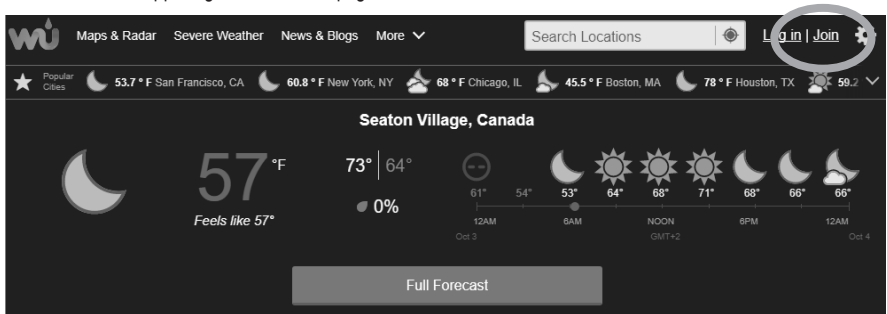 wu Maps & Radar Severe Weather News & Blogs More Search Locations Log in | Join
Popular Cities 53.7 ° F San Francisco, CA 60.8 ° F New York, NY 68 ° F Chicago, IL 45.5 ° F Boston, MA 78 ° F Houston, TX 59.2
Seaton Village, Canada
57 °F
Feels like 57°
73° | 64°
0%
61° 54° 53° 64° 68° 71° 68° 66° 66°
12AM 6AM NOON 6PM 12AM
Oct 3 GMT+2 Oct 4
Full Forecast